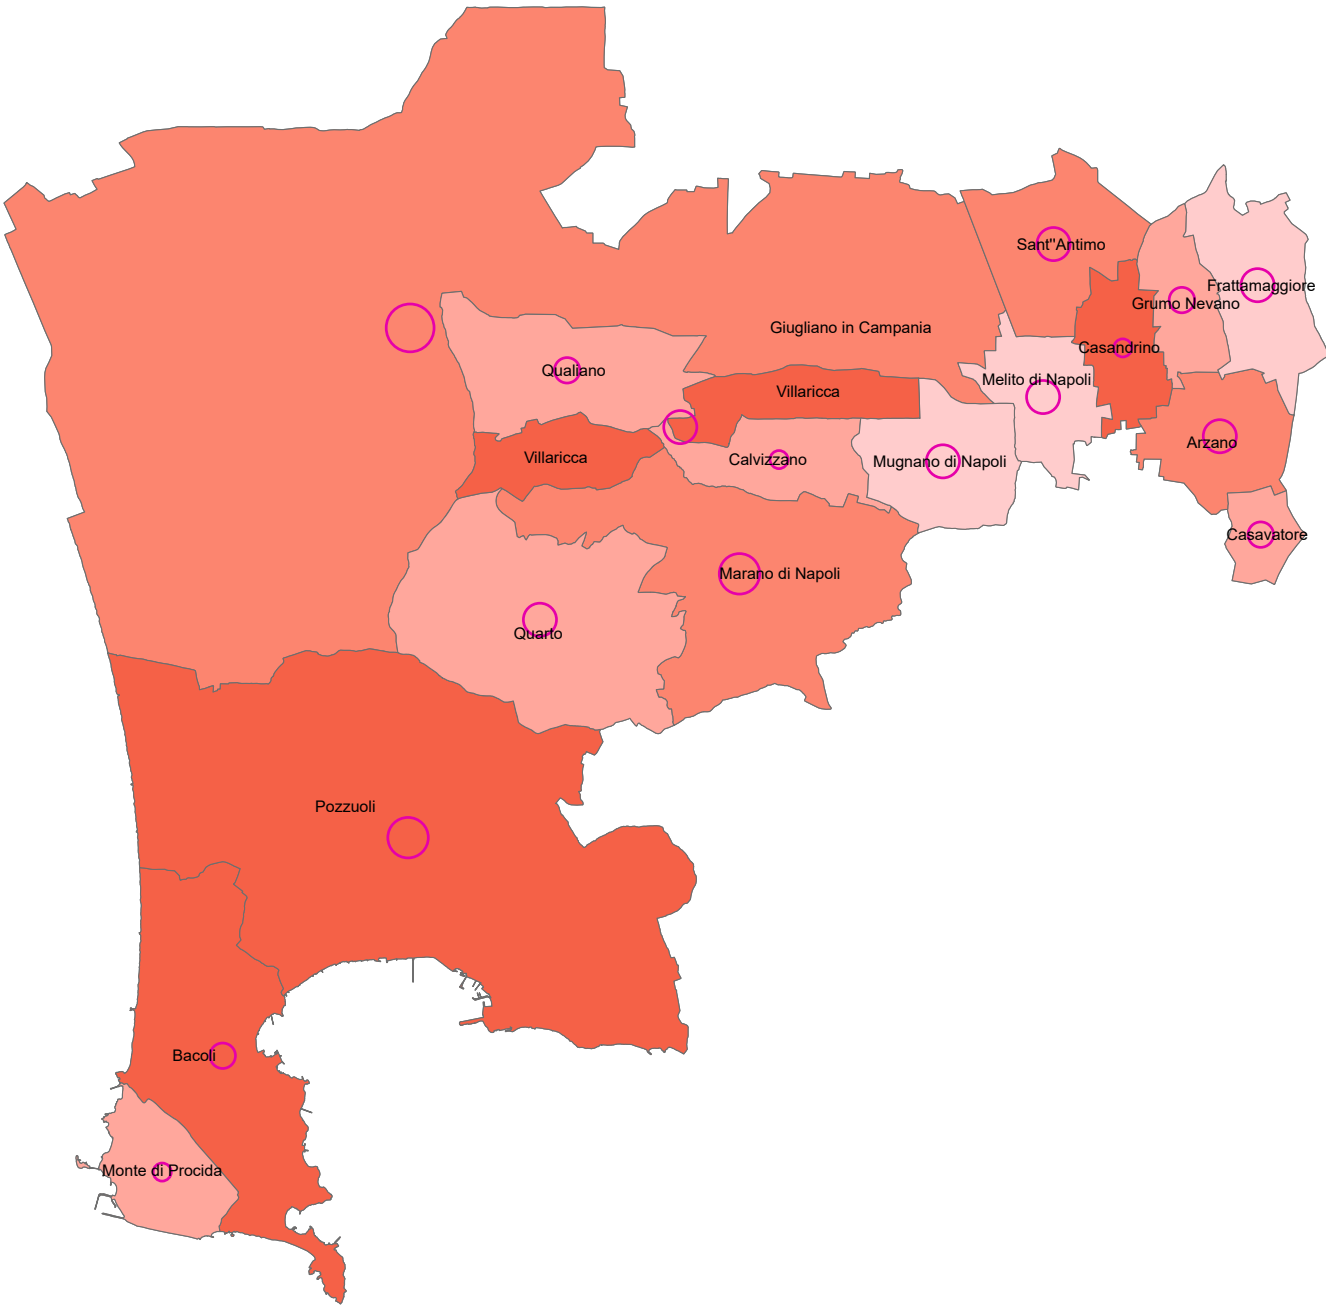 Sant''Antimo
Frattamaggiore
Grumo Nevano
Giugliano in Campania
Casandrino
Qualiano
Melito di Napoli
Villaricca
Arzano
Villaricca
Calvizzano
Mugnano di Napoli
Casavatore
Marano di Napoli
Quarto
Pozzuoli
Bacoli
Monte di Procida